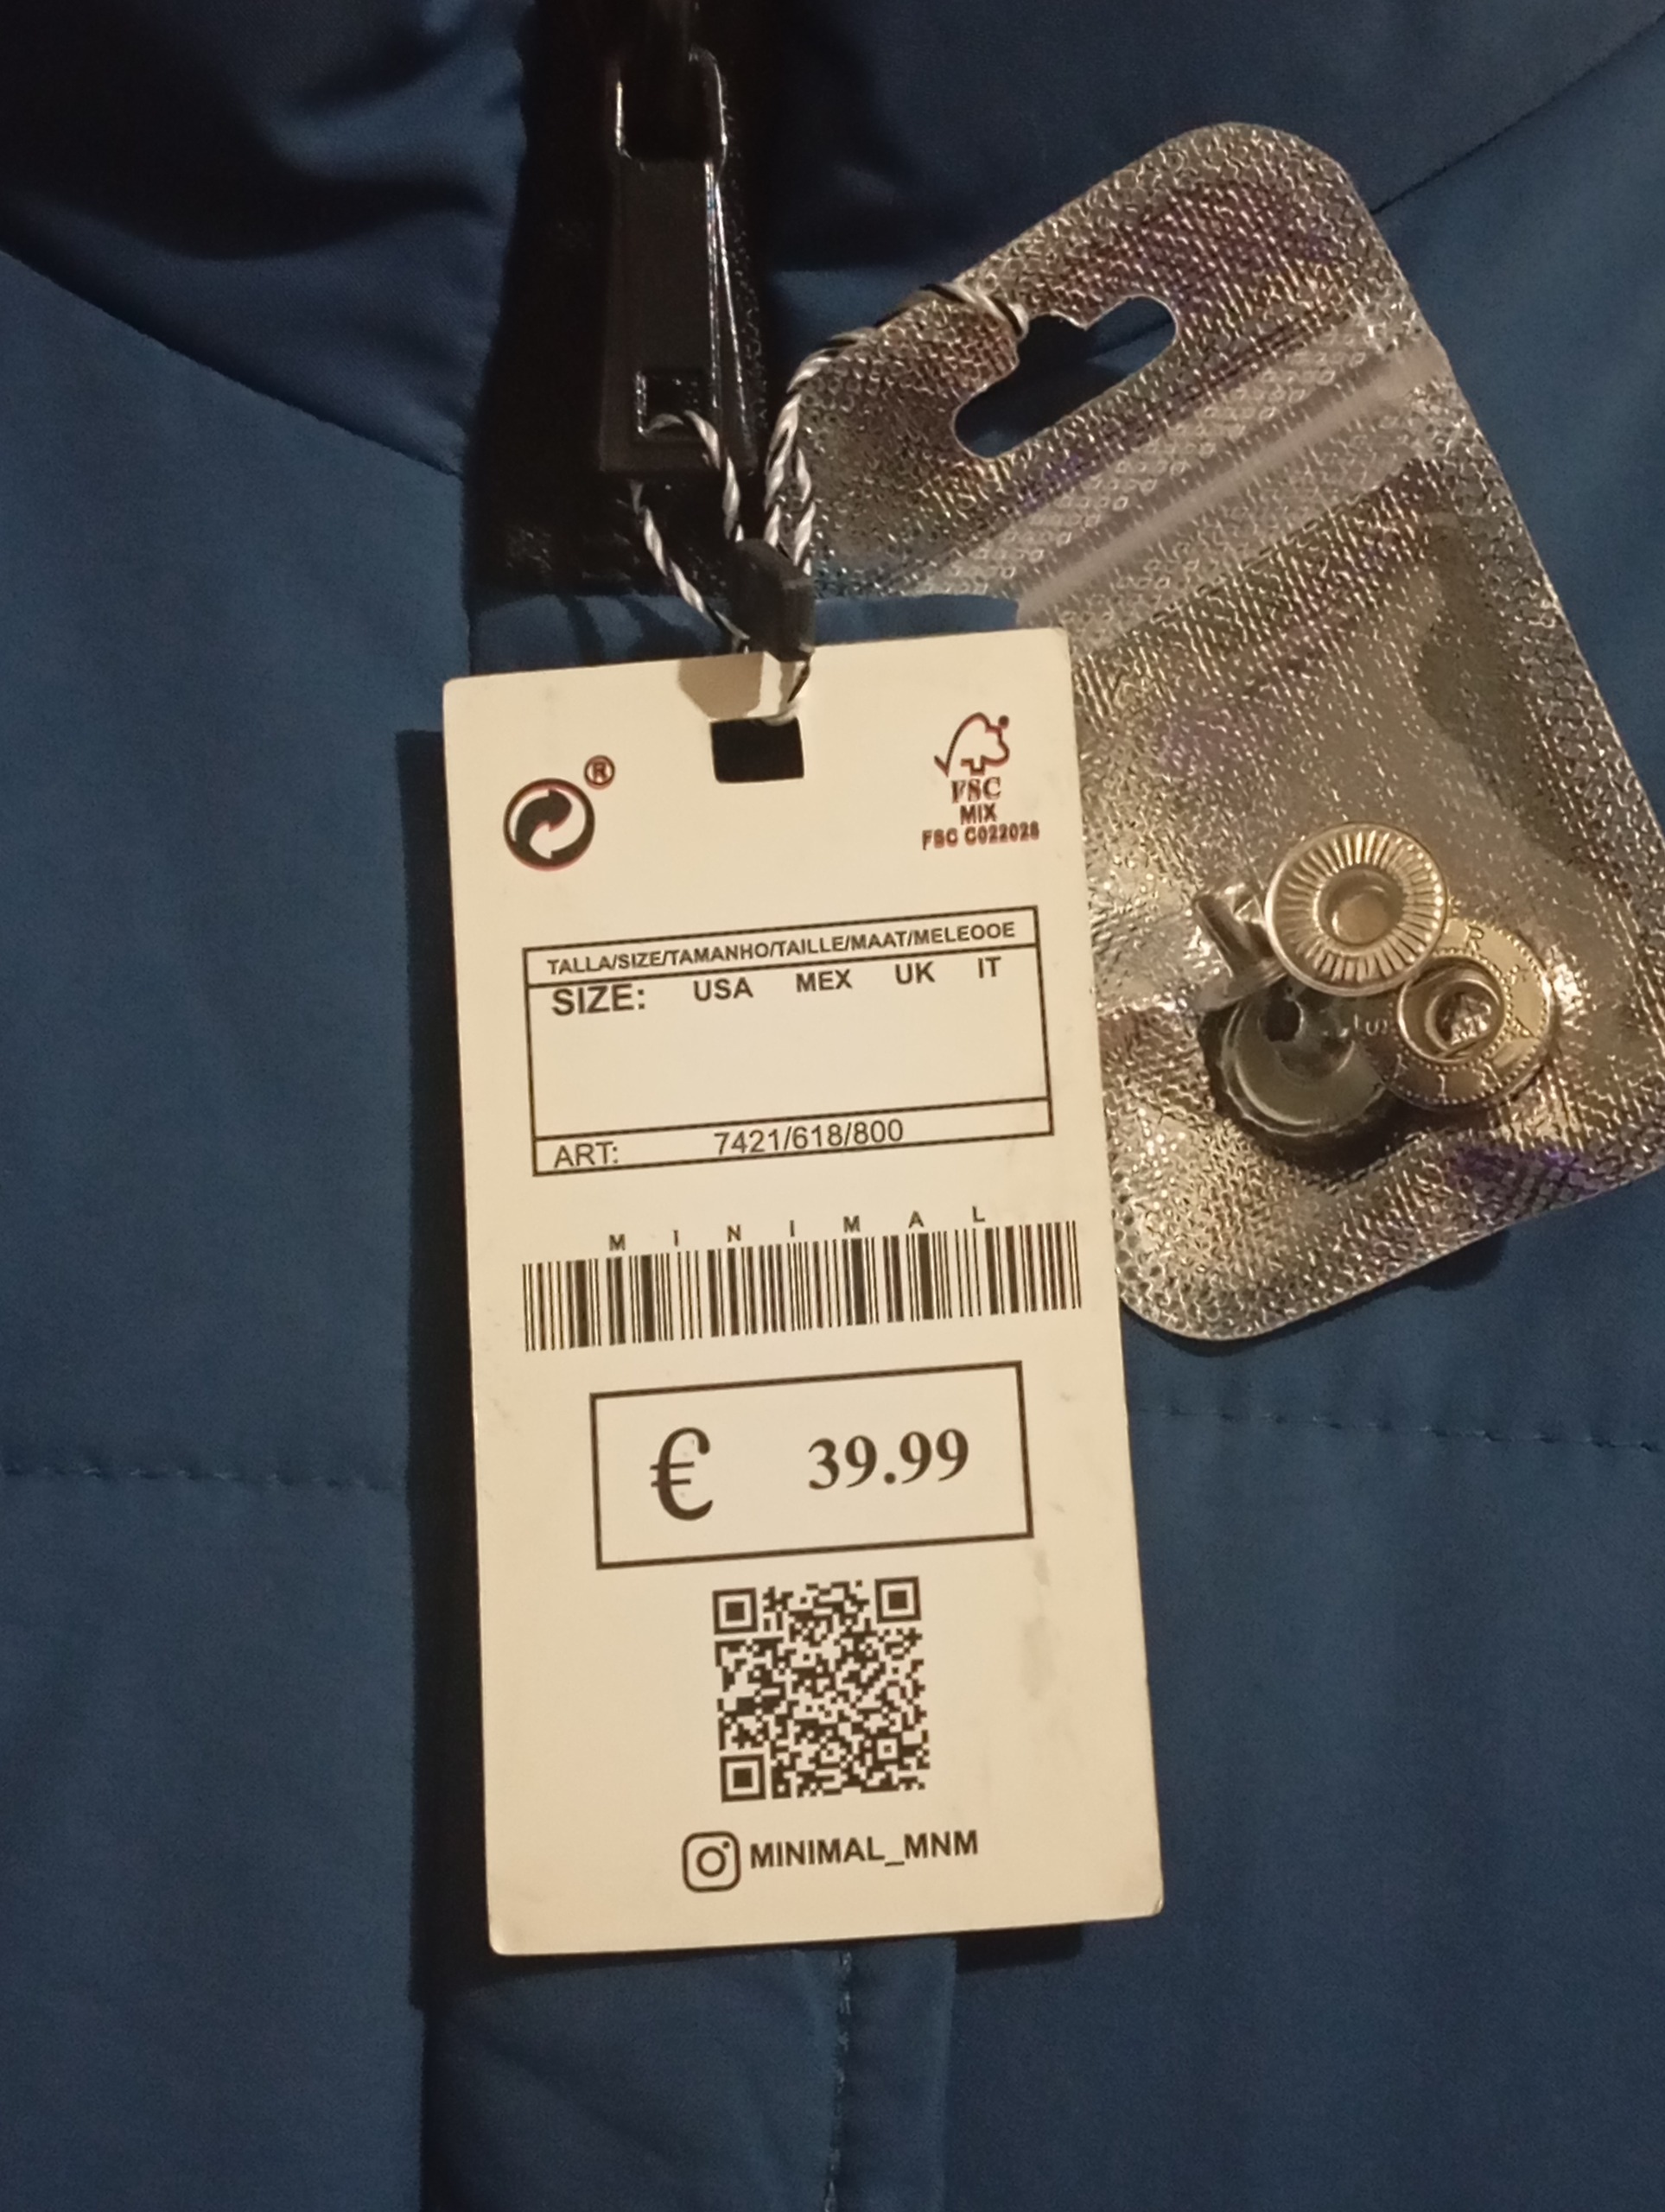 ®
FSC
MIX
FSC C022028
TALLA/SIZE/TAMANHO/TAILLE/MAAT/MELEOOE
SIZE: USA MEX UK IT
ART: 7421/618/800
M I N I M A L
€ 39.99
MINIMAL_MNM